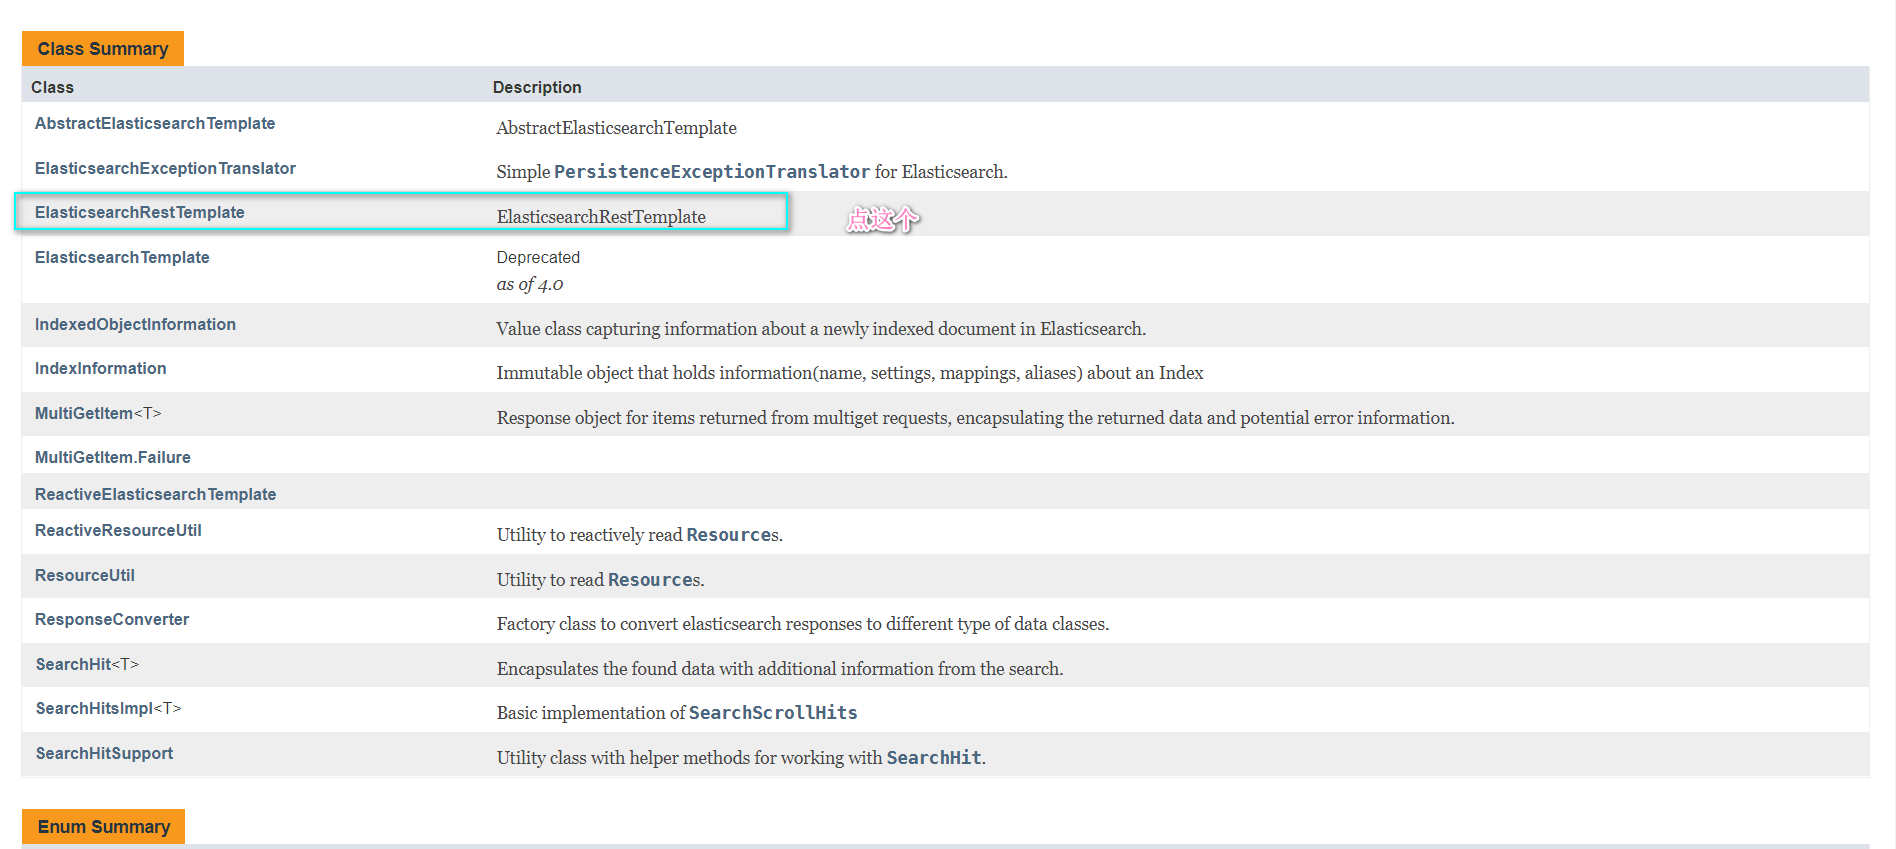 Class Summary
Class Description
AbstractElasticsearchTemplate AbstractElasticsearchTemplate
ElasticsearchExceptionTranslator Simple PersistenceExceptionTranslator for Elasticsearch.
ElasticsearchRestTemplate ElasticsearchRestTemplate 点这个
ElasticsearchTemplate Deprecated
as of 4.0
IndexedObjectInformation Value class capturing information about a newly indexed document in Elasticsearch.
IndexInformation Immutable object that holds information(name, settings, mappings, aliases) about an Index
MultiGetItem<T> Response object for items returned from multiget requests, encapsulating the returned data and potential error information.
MultiGetItem.Failure
ReactiveElasticsearchTemplate
ReactiveResourceUtil Utility to reactively read Resources.
ResourceUtil Utility to read Resources.
ResponseConverter Factory class to convert elasticsearch responses to different type of data classes.
SearchHit<T> Encapsulates the found data with additional information from the search.
SearchHitsImpl<T> Basic implementation of SearchScrollHits
SearchHitSupport Utility class with helper methods for working with SearchHit.
Enum Summary